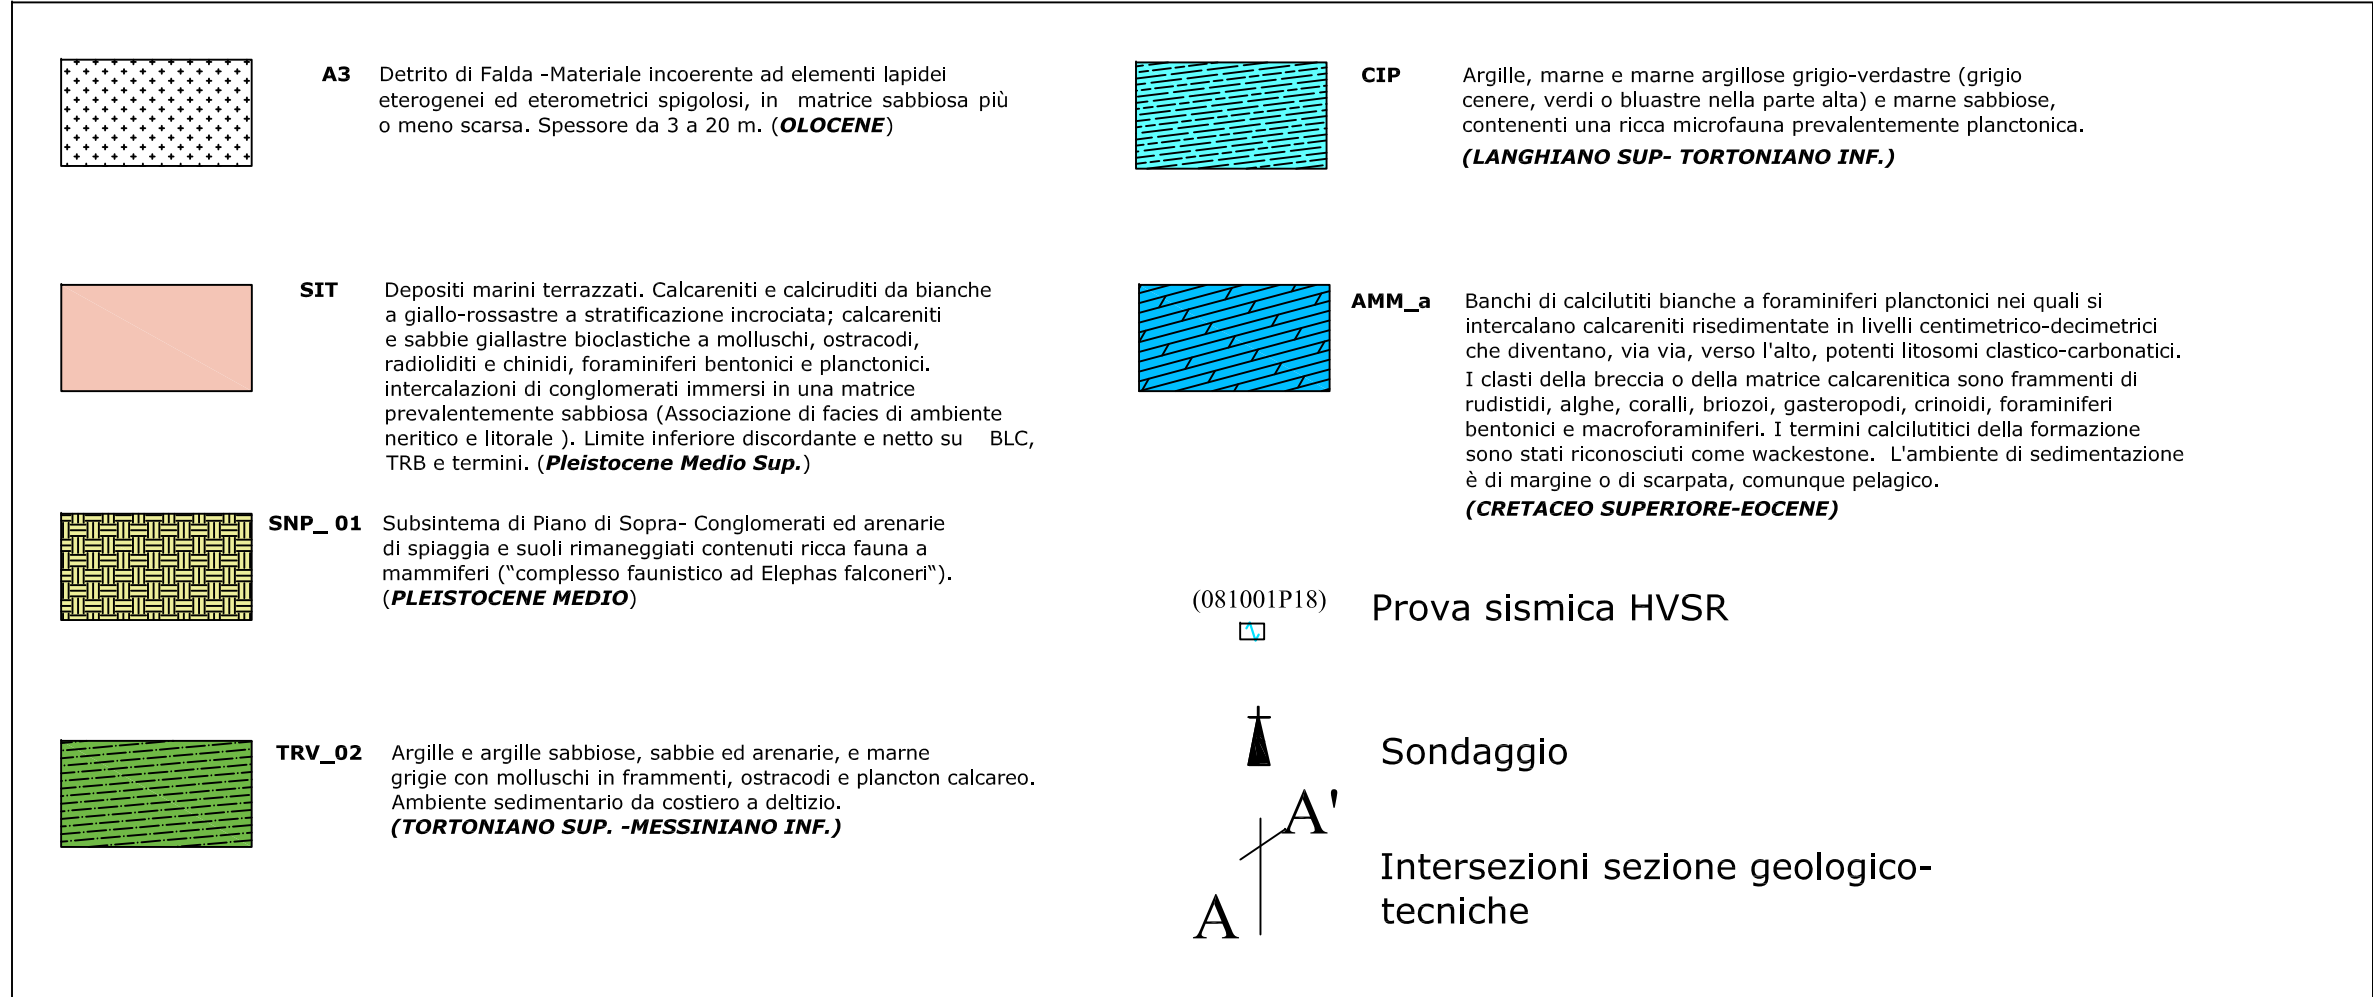 A3 Detrito di Falda -Materiale incoerente ad elementi lapidei
eterogenei ed eterometrici spigolosi, in matrice sabbiosa più
o meno scarsa. Spessore da 3 a 20 m. (OLOCENE)
SIT Depositi marini terrazzati. Calcareniti e calciruditi da bianche
a giallo-rossastre a stratificazione incrociata; calcareniti
e sabbie giallastre bioclastiche a molluschi, ostracodi,
radioliditi e chinidi, foraminiferi bentonici e planctonici.
intercalazioni di conglomerati immersi in una matrice
prevalentemente sabbiosa (Associazione di facies di ambiente
neritico e litorale ). Limite inferiore discordante e netto su BLC,
TRB e termini. (Pleistocene Medio Sup.)
SNP_ 01 Subsintema di Piano di Sopra- Conglomerati ed arenarie
di spiaggia e suoli rimaneggiati contenuti ricca fauna a
mammiferi ("complesso faunistico ad Elephas falconeri").
(PLEISTOCENE MEDIO)
TRV_02 Argille e argille sabbiose, sabbie ed arenarie, e marne
grigie con molluschi in frammenti, ostracodi e plancton calcareo.
Ambiente sedimentario da costiero a deltizio.
(TORTONIANO SUP. -MESSINIANO INF.)
CIP Argille, marne e marne argillose grigio-verdastre (grigio
cenere, verdi o bluastre nella parte alta) e marne sabbiose,
contenenti una ricca microfauna prevalentemente planctonica.
(LANGHIANO SUP- TORTONIANO INF.)
AMM_a Banchi di calcilutiti bianche a foraminiferi planctonici nei quali si
intercalano calcareniti risedimentate in livelli centimetrico-decimetrici
che diventano, via via, verso l'alto, potenti litosomi clastico-carbonatici.
I clasti della breccia o della matrice calcarenitica sono frammenti di
rudistidi, alghe, coralli, briozoi, gasteropodi, crinoidi, foraminiferi
bentonici e macroforaminiferi. I termini calcilutitici della formazione
sono stati riconosciuti come wackestone. L'ambiente di sedimentazione
è di margine o di scarpata, comunque pelagico.
(CRETACEO SUPERIORE-EOCENE)
(081001P18) Prova sismica HVSR
Sondaggio
A'
Intersezioni sezione geologico-
tecniche
A